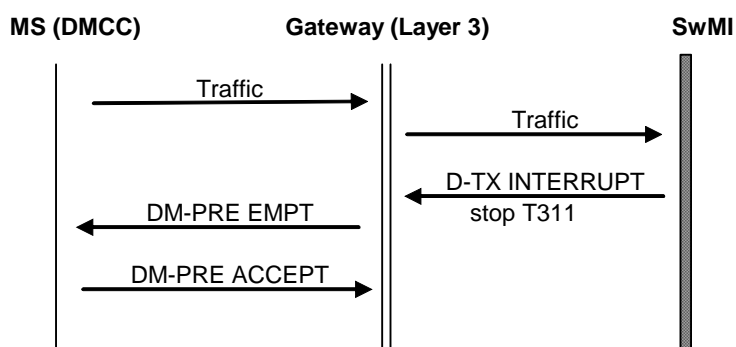 MS (DMCC) Gateway (Layer 3) SwMI
Traffic
Traffic
D-TX INTERRUPT
stop T311
DM-PRE EMPT
DM-PRE ACCEPT